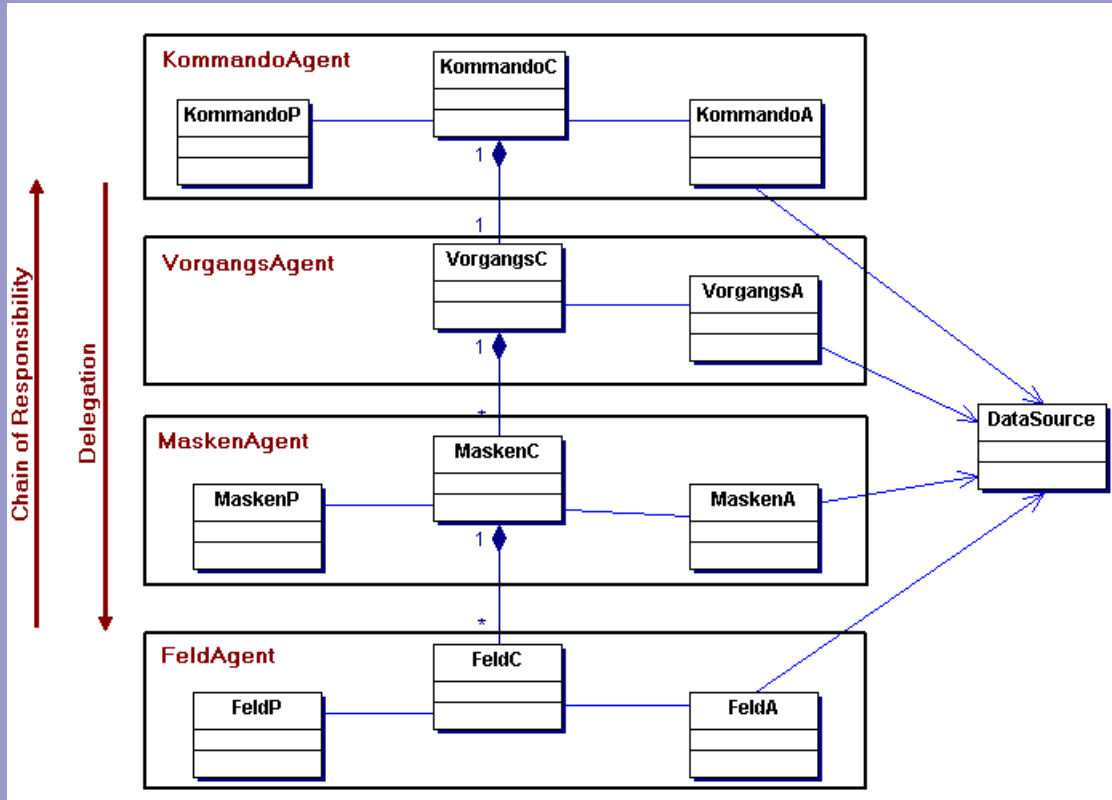 KommandoAgent
KommandoC
KommandoP
KommandoA
1
1
VorgangsAgent
VorgangsC
VorgangsA
1
*
MaskenAgent
MaskenC
MaskenP
MaskenA
1
*
FeldAgent
FeldC
FeldP
FeldA
DataSource
Chain of Responsibility
Delegation